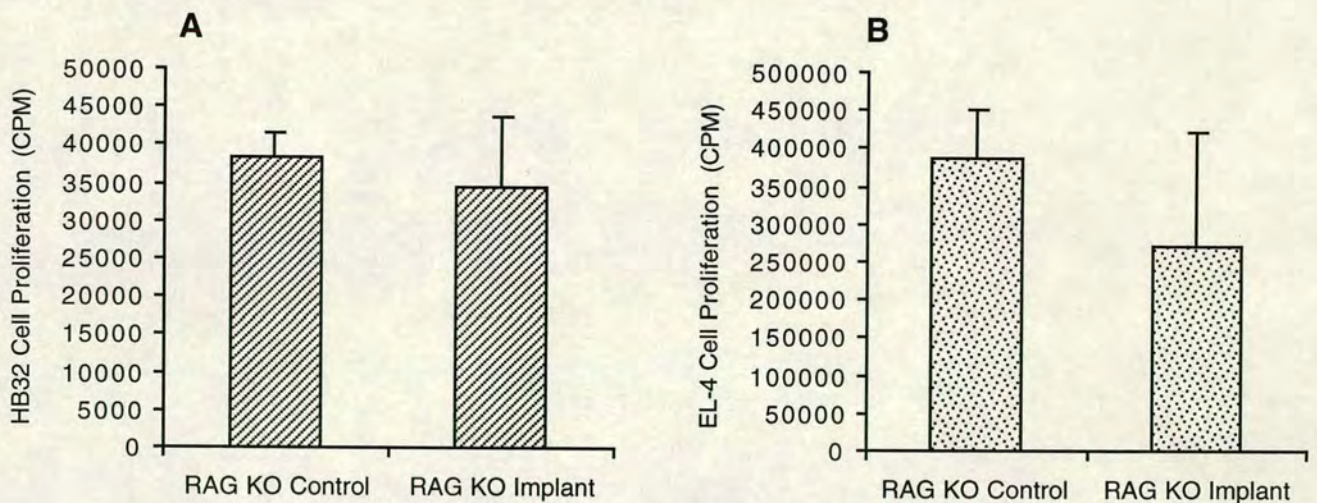 A
HB32 Cell Proliferation (CPM)
50000
45000
40000
35000
30000
25000
20000
15000
10000
5000
0
RAG KO Control
RAG KO Implant
B
EL-4 Cell Proliferation (CPM)
500000
450000
400000
350000
300000
250000
200000
150000
100000
50000
0
RAG KO Control
RAG KO Implant